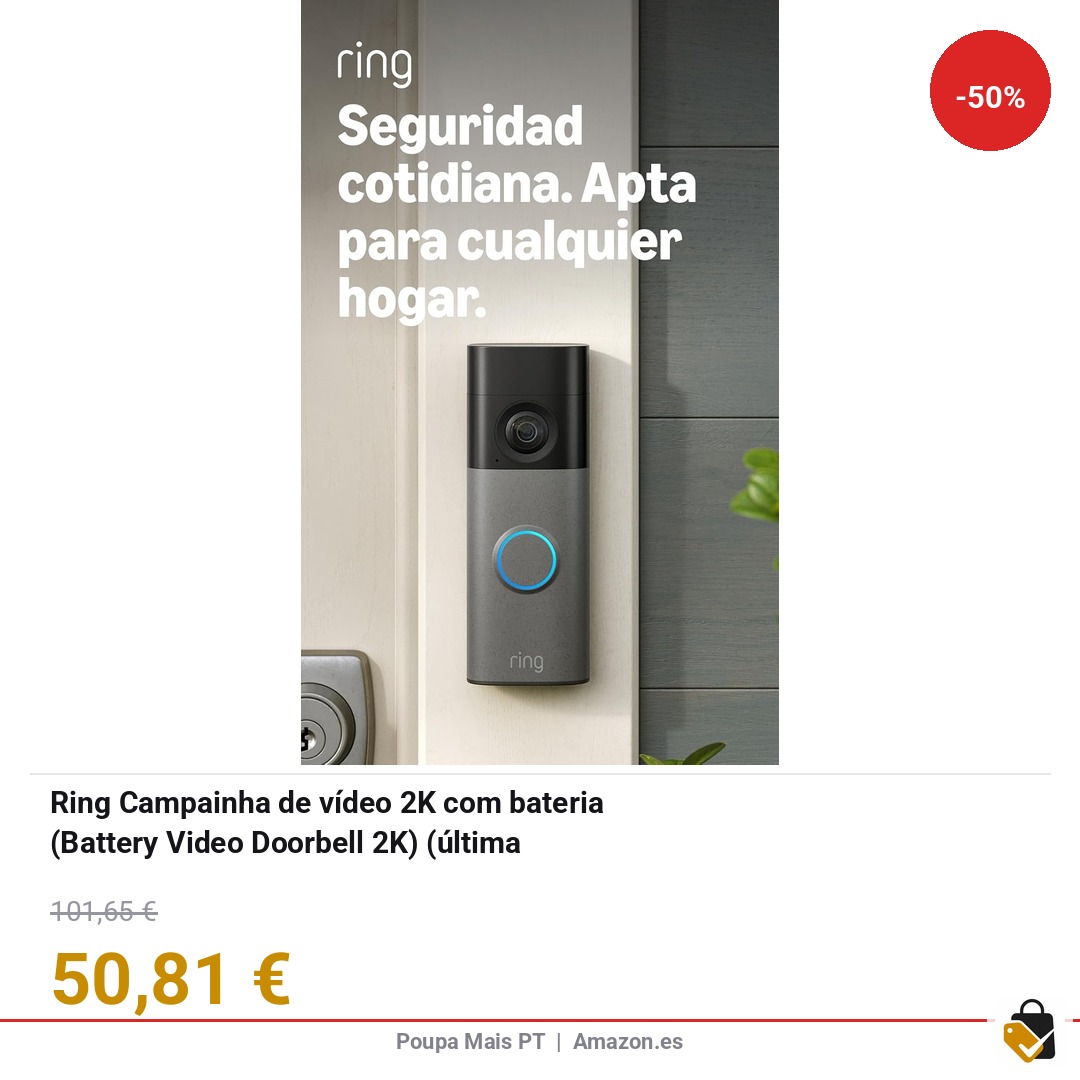 ring
Seguridad
cotidiana. Apta
para cualquier
hogar.
-50%
ring
Ring Campainha de vídeo 2K com bateria
(Battery Video Doorbell 2K) (última
101,65 €
50,81 €
Poupa Mais PT | Amazon.es